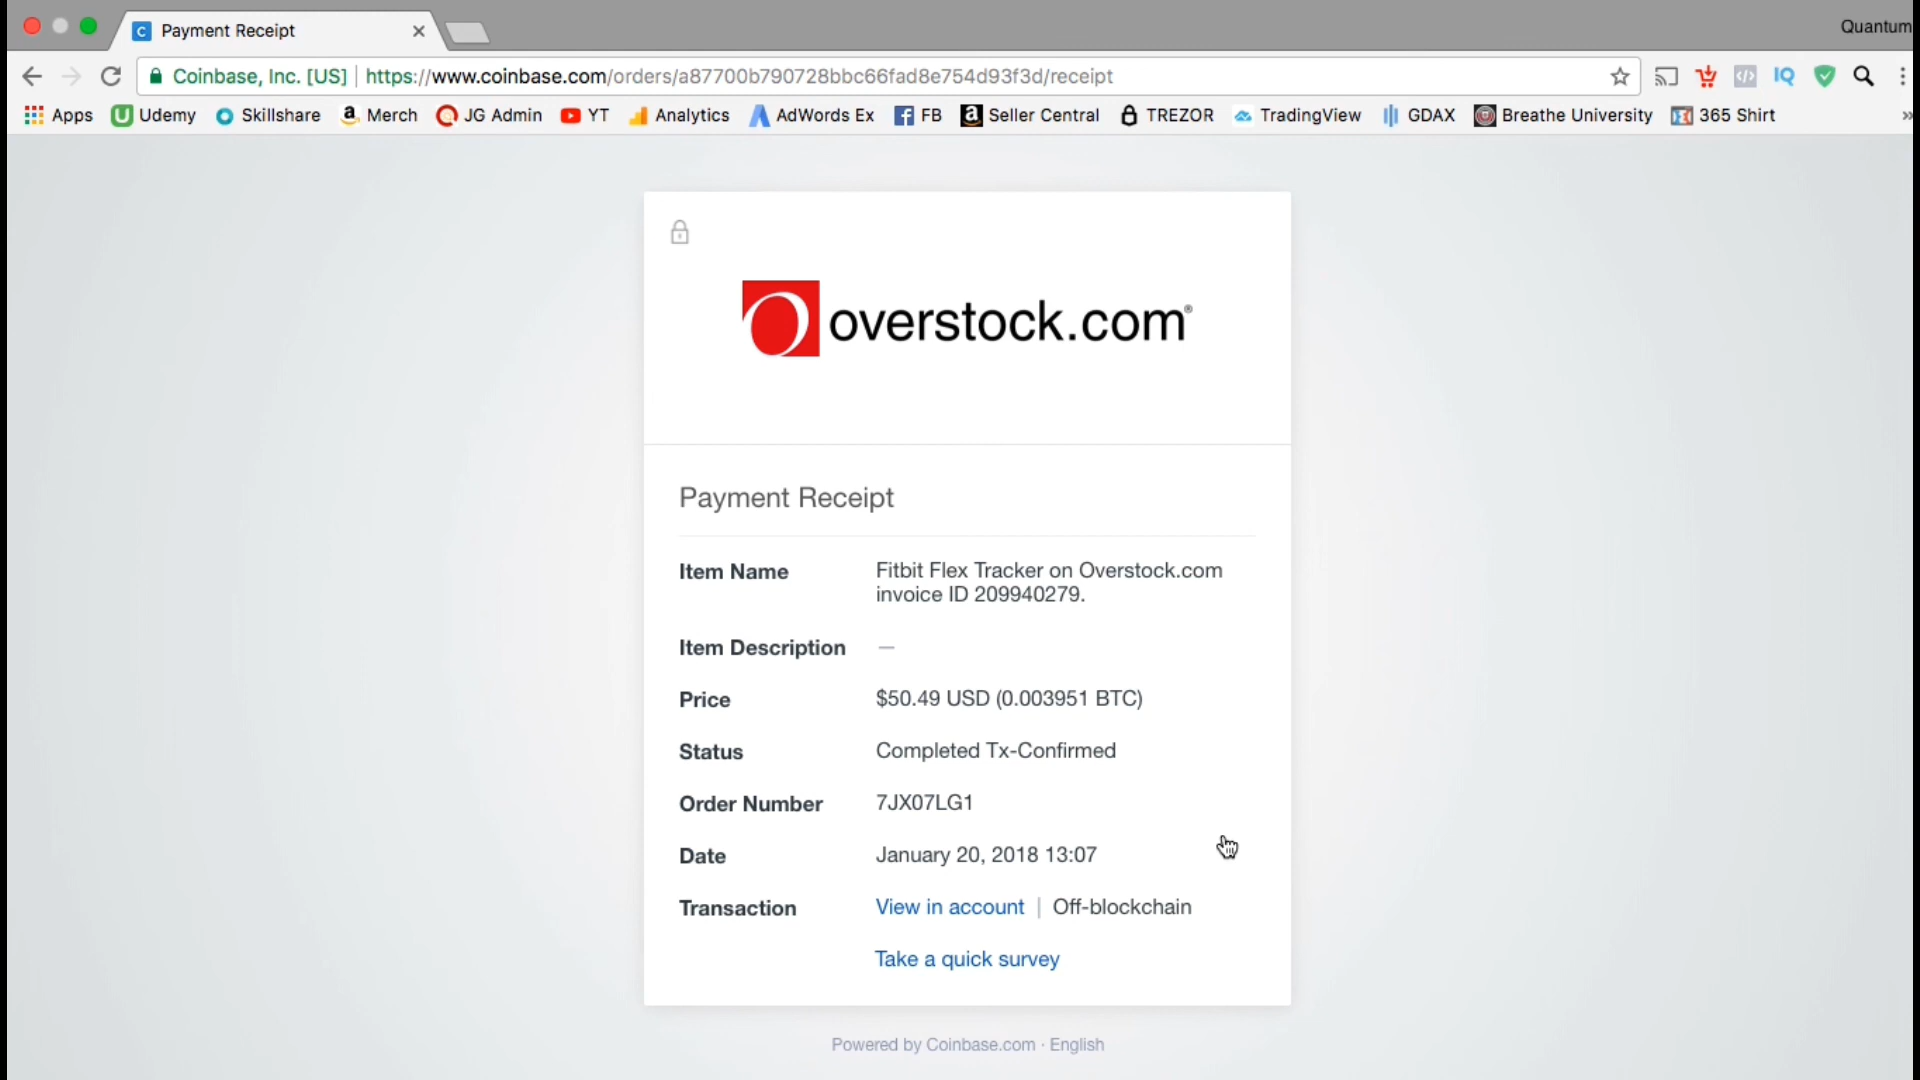 Payment Receipt
Quantum
Coinbase, Inc. [US] | https://www.coinbase.com/orders/a87700b790728bbc66fad8e754d93f3d/receipt
Apps Udemy Skillshare Merch JG Admin YT Analytics AdWords Ex FB Seller Central TREZOR TradingView GDAX Breathe University 365 Shirt »
overstock.com®
Payment Receipt
Item Name Fitbit Flex Tracker on Overstock.com
invoice ID 209940279.
Item Description —
Price $50.49 USD (0.003951 BTC)
Status Completed Tx-Confirmed
Order Number 7JX07LG1
Date January 20, 2018 13:07
Transaction View in account | Off-blockchain
Take a quick survey
Powered by Coinbase.com · English